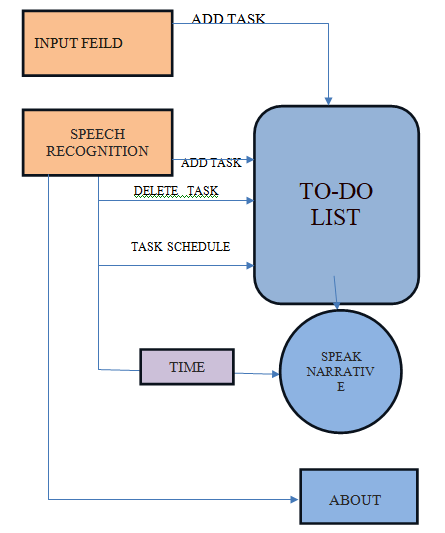 ADD TASK
INPUT FEILD
SPEECH
RECOGNITION
ADD TASK
DELETE TASK
TO-DO
LIST
TASK SCHEDULE
TIME
SPEAK
NARRATIV
E
ABOUT